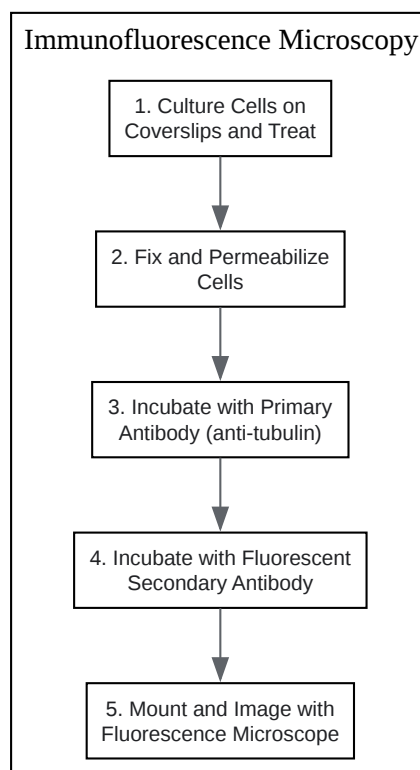 Immunofluorescence Microscopy
1. Culture Cells on
Coverslips and Treat
2. Fix and Permeabilize
Cells
3. Incubate with Primary
Antibody (anti-tubulin)
4. Incubate with Fluorescent
Secondary Antibody
5. Mount and Image with
Fluorescence Microscope